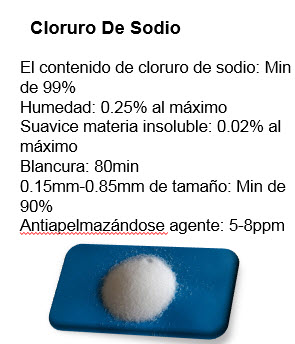 Cloruro De Sodio
El contenido de cloruro de sodio: Min
de 99%
Humedad: 0.25% al máximo
Suavice materia insoluble: 0.02% al
máximo
Blancura: 80min
0.15mm-0.85mm de tamaño: Min de
90%
Antiapelmazándose agente: 5-8ppm